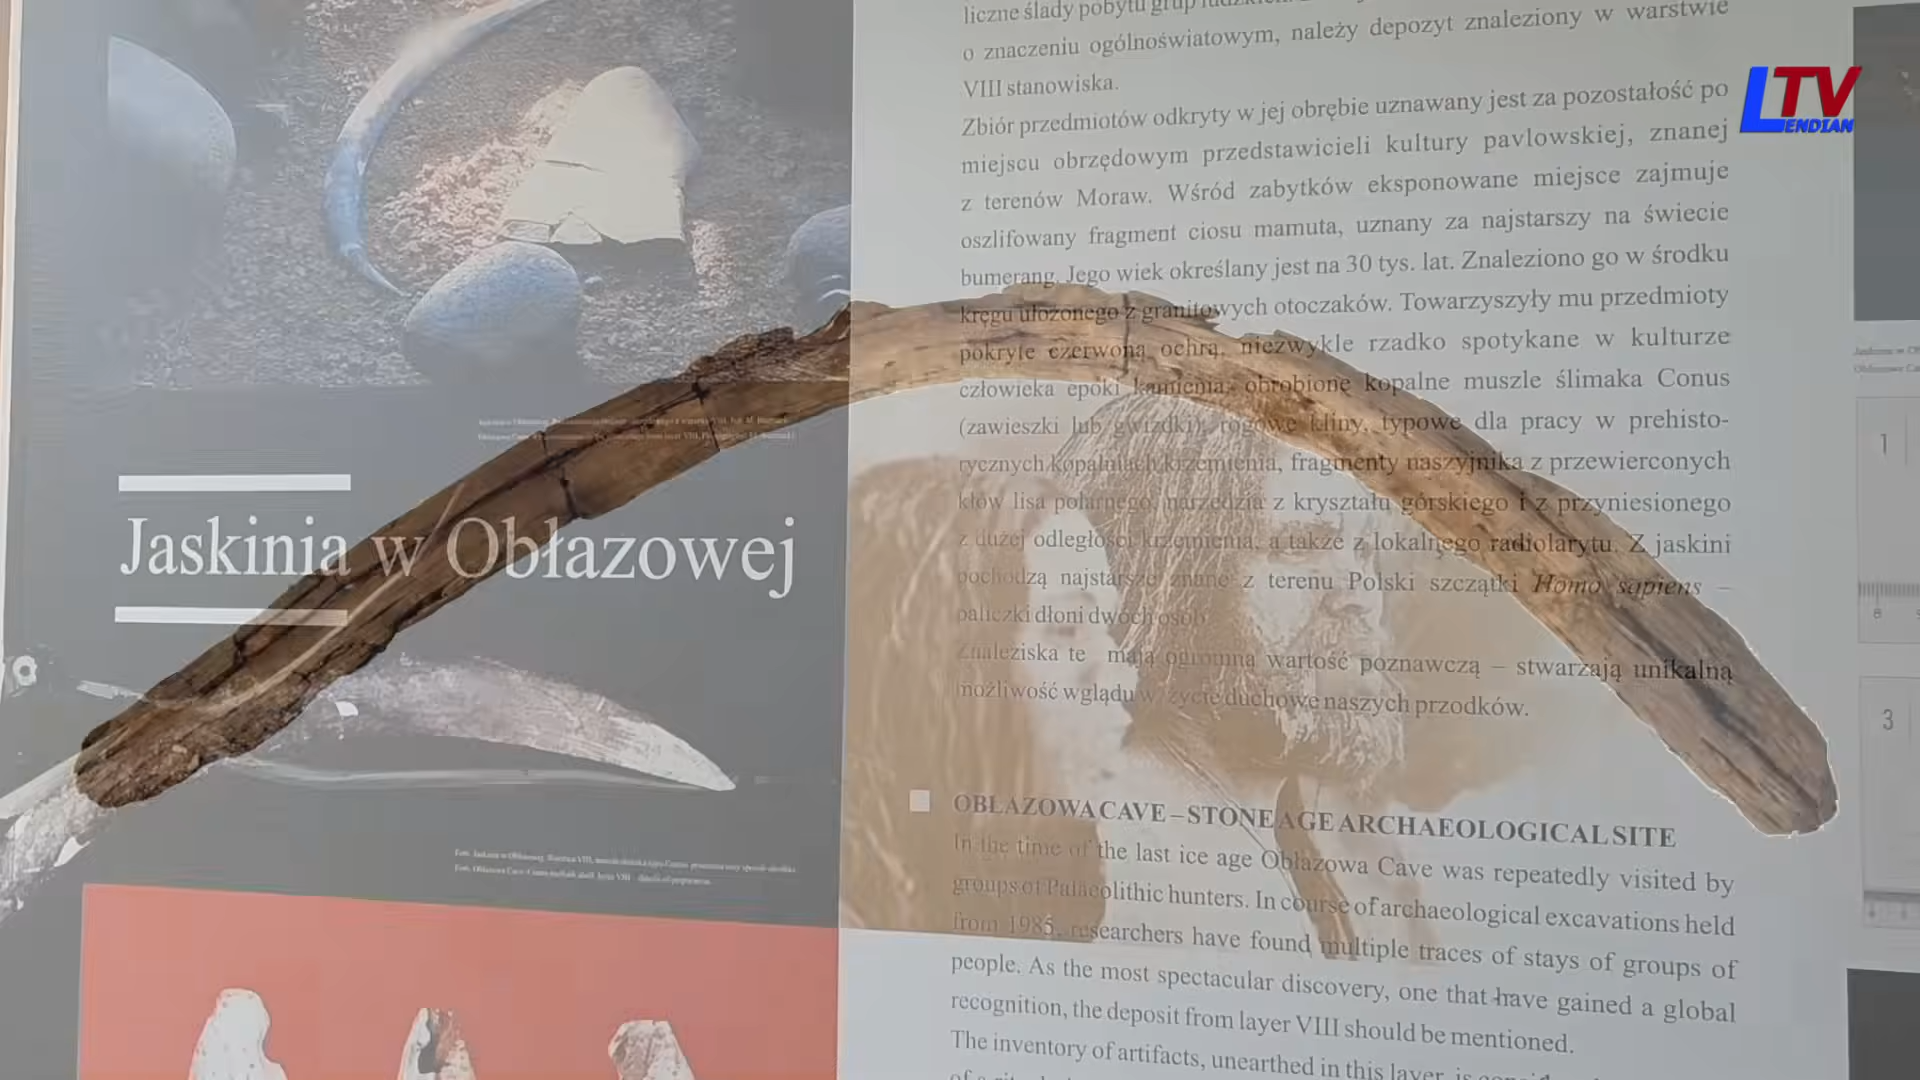 liczne ślady pobytu grup
o znaczeniu ogólnoświatowym, należy depozyt znaleziony w warstwie
VIII stanowiska.
Zbiór przedmiotów odkryty w jej obrębie uznawany jest za pozostałość po
miejscu obrzędowym przedstawicieli kultury pavlowskiej, znanej
z terenów Moraw. Wśród zabytków eksponowane miejsce zajmuje
oszlifowany fragment ciosu mamuta, uznany za najstarszy na świecie
bumerang. Jego wiek określany jest na 30 tys. lat. Znaleziono go w środku
kręgu ułożonego z granitowych otoczaków. Towarzyszyły mu przedmioty
pokryte czerwoną ochrą, niezwykle rzadko spotykane w kulturze
człowieka epoki kamienia, obrobione kopalne muszle ślimaka Conus
(zawieszki lub gwizdki), rogowe kliny, typowe dla pracy w prehisto-
rycznych kopalniach krzemienia, fragmenty naszyjnika z przewierconych
kłów lisa polarnego, narzędzia z kryształu górskiego i z przyniesionego
z dużej odległości krzemienia, a także z lokalnego radiolarytu. Z jaskini
pochodzą najstarsze znane z terenu Polski szczątki Homo sapiens –
paliczki dłoni dwóch osób.
Znaleziska te mają ogromną wartość poznawczą – stwarzają unikalną
możliwość wglądu w życie duchowe naszych przodków.
OBŁAZOWA CAVE – STONE AGE ARCHAEOLOGICAL SITE
In the time of the last ice age Obłazowa Cave was repeatedly visited by
groups of Palaeolithic hunters. In course of archaeological excavations held
from 1985, researchers have found multiple traces of stays of groups of
people. As the most spectacular discovery, one that have gained a global
recognition, the deposit from layer VIII should be mentioned.
The inventory of artifacts, unearthed in this layer, is
Jaskinia w Obłazowej
LTV
LENDIAN
1
8
3